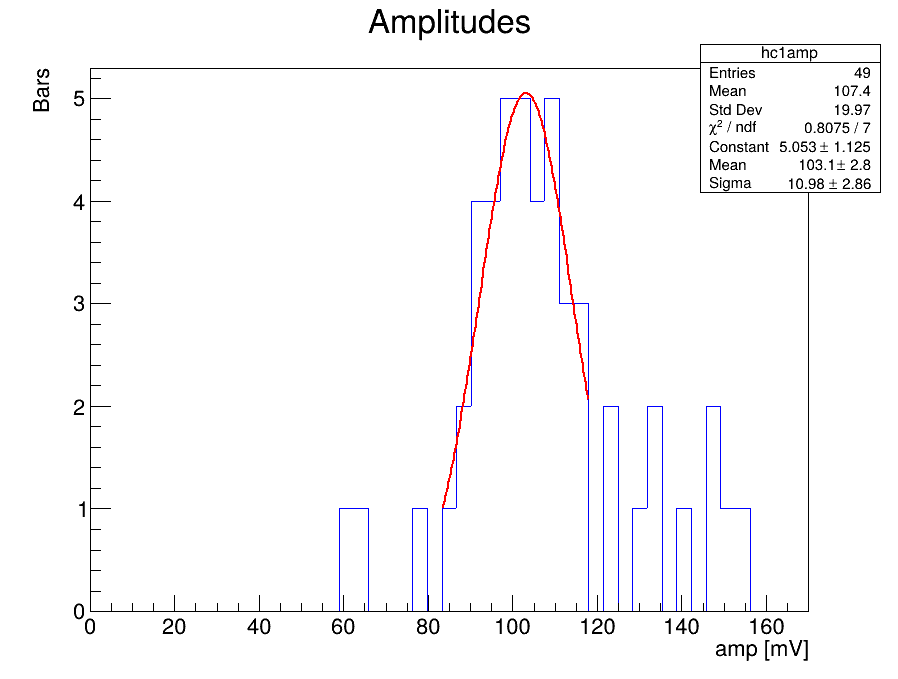 Amplitudes
hc1amp
Entries 49
Mean 107.4
Std Dev 19.97
χ² / ndf 0.8075 / 7
Constant 5.053 ± 1.125
Mean 103.1 ± 2.8
Sigma 10.98 ± 2.86
Bars
5
4
3
2
1
0
0 20 40 60 80 100 120 140 160
amp [mV]